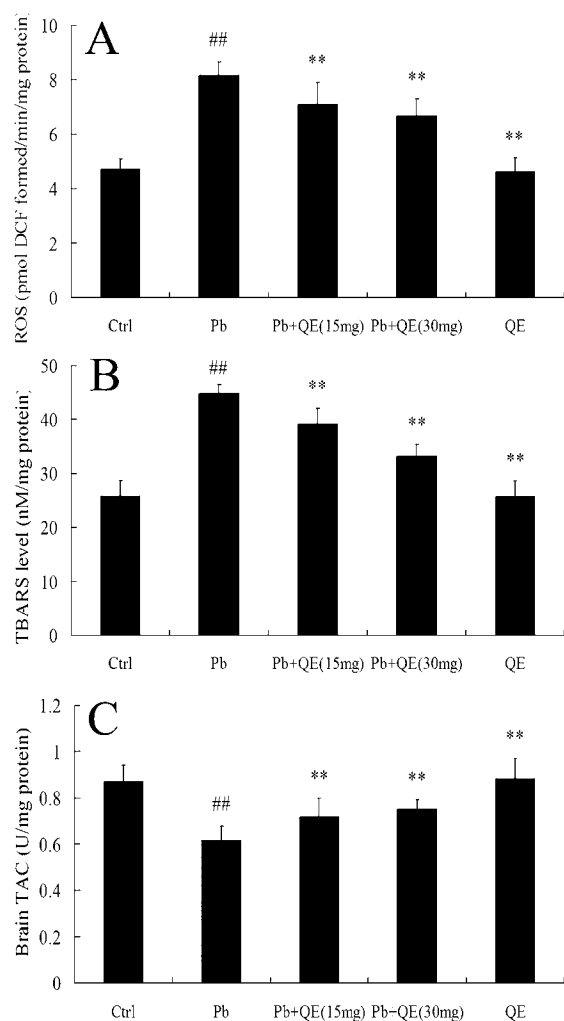 A
ROS (pmol DCF formed/min/mg protein)
10
8
6
4
2
0
##
**
**
**
Ctrl
Pb
Pb+QE(15mg)
Pb+QE(30mg)
QE
B
TBARS level (nM/mg protein)
50
40
30
20
10
0
##
**
**
**
Ctrl
Pb
Pb+QE(15mg)
Pb+QE(30mg)
QE
C
Brain TAC (U/mg protein)
1.2
1
0.8
0.6
0.4
0.2
0
##
**
**
**
Ctrl
Pb
Pb+QE(15mg)
Pb+QE(30mg)
QE